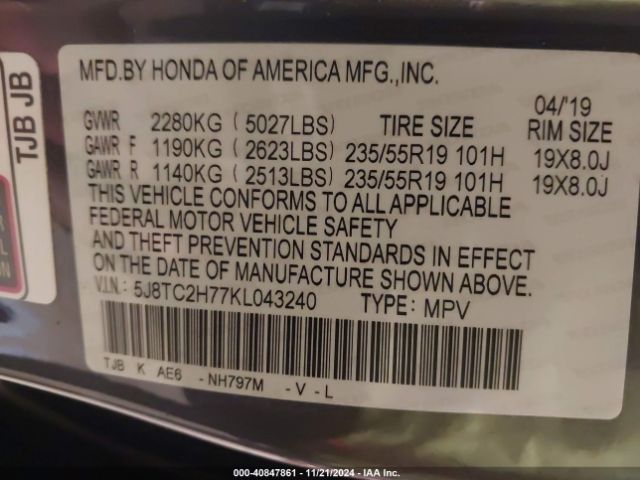 TJB JB
MFD.BY HONDA OF AMERICA MFG.,INC.
04/'19
GVWR 2280KG ( 5027LBS) TIRE SIZE RIM SIZE
GAWR F 1190KG ( 2623LBS) 235/55R19 101H 19X8.0J
GAWR R 1140KG ( 2513LBS) 235/55R19 101H 19X8.0J
THIS VEHICLE CONFORMS TO ALL APPLICABLE
FEDERAL MOTOR VEHICLE SAFETY
AND THEFT PREVENTION STANDARDS IN EFFECT
ON THE DATE OF MANUFACTURE SHOWN ABOVE.
V.I.N.: 5J8TC2H77KL043240 TYPE: MPV
TJB K AE6 -NH797M -V-L
000-40847861 - 11/21/2024 - IAA Inc.